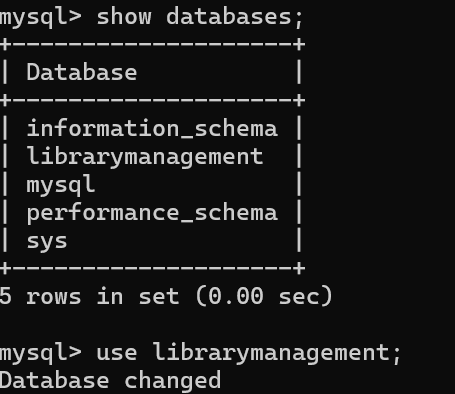 mysql> show databases;
+--------------------+
| Database           |
+--------------------+
| information_schema |
| librarymanagement  |
| mysql              |
| performance_schema |
| sys                |
+--------------------+
5 rows in set (0.00 sec)
mysql> use librarymanagement;
Database changed